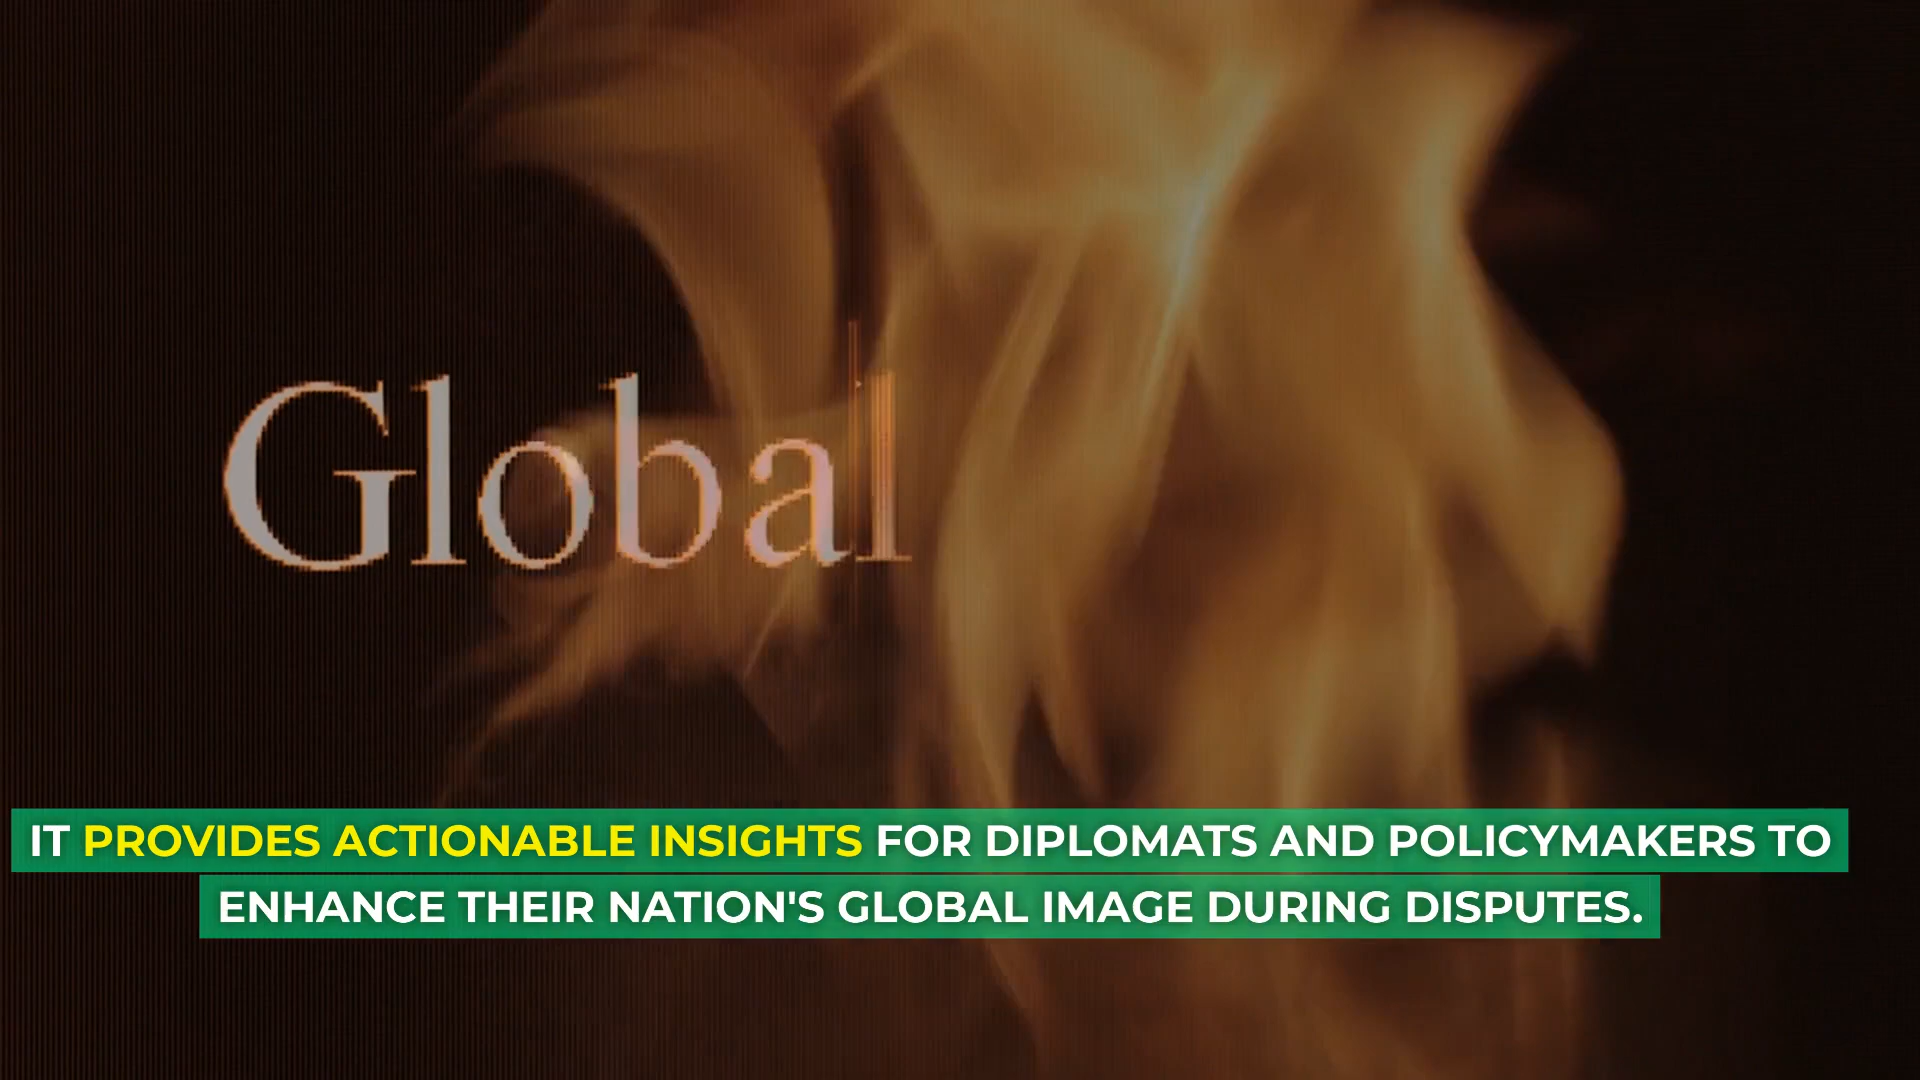 Global
IT PROVIDES ACTIONABLE INSIGHTS FOR DIPLOMATS AND POLICYMAKERS TO
ENHANCE THEIR NATION'S GLOBAL IMAGE DURING DISPUTES.